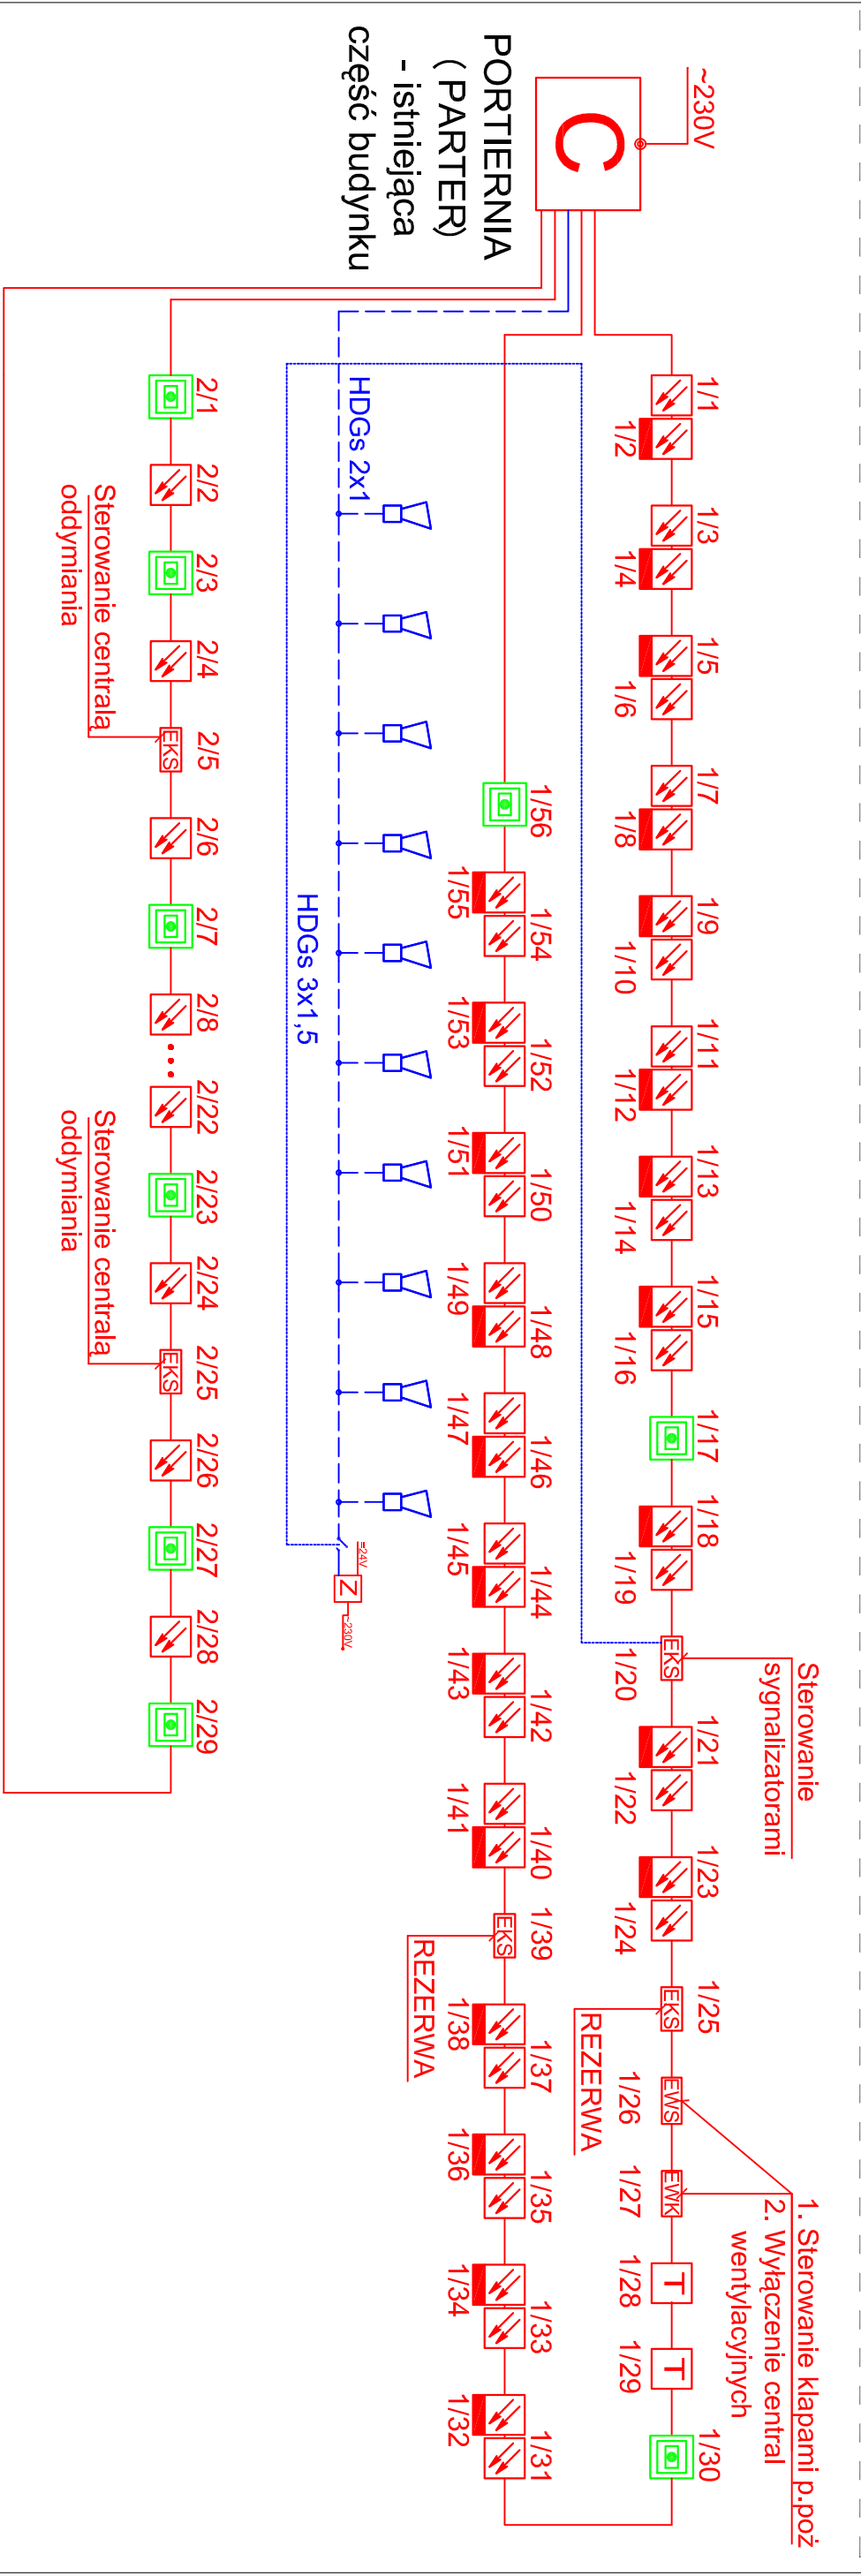 ~230V
C
PORTIERNIA
( PARTER)
- istniejąca
część budynku
1/1
1/2
1/3
1/4
1/5
1/6
1/7
1/8
1/9
1/10
1/11
1/12
1/13
1/14
1/15
1/16
1/17
1/18
1/19
EKS
1/20
Sterowanie
sygnalizatorami
1/21
1/22
1/23
1/24
EKS
1/25
REZERWA
EWS
1/26
EWK
1/27
1. Sterowanie klapami p.poż
2. Wyłączenie central
wentylacyjnych
T
1/28
T
1/29
1/30
1/56
1/55
1/54
1/53
1/52
1/51
1/50
1/49
1/48
1/47
1/46
1/45
1/44
1/43
1/42
1/41
1/40
EKS
1/39
REZERWA
1/38
1/37
1/36
1/35
1/34
1/33
1/32
1/31
HDGs 2x1
HDGs 3x1,5
=24V
Z
~230V
2/1
2/2
2/3
2/4
EKS
2/5
Sterowanie centralą
oddymiania
2/6
2/7
2/8
...
2/22
2/23
2/24
EKS
2/25
Sterowanie centralą
oddymiania
2/26
2/27
2/28
2/29